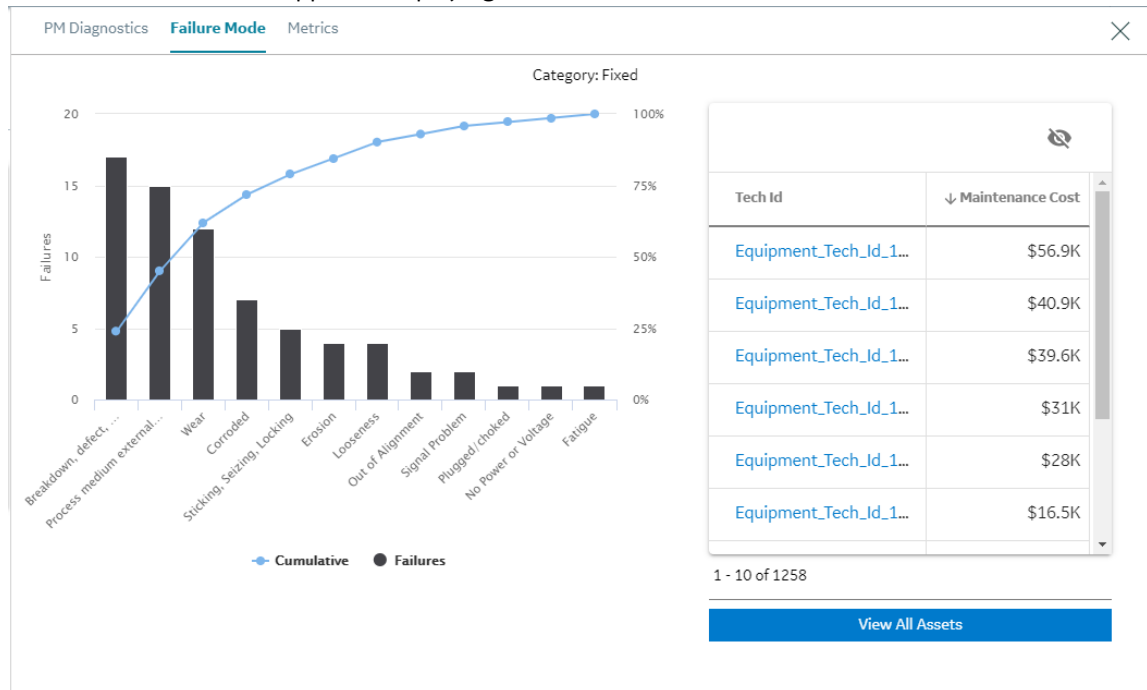 PM Diagnostics Failure Mode Metrics
Category: Fixed
20
15
10
5
0
Failures
100%
75%
50%
25%
0%
Breakdown, defect, ...
Process medium external...
Wear
Corroded
Sticking, Seizing, Locking
Erosion
Looseness
Out of Alignment
Signal Problem
Plugged/choked
No Power or Voltage
Fatigue
Cumulative Failures
Tech Id ↓ Maintenance Cost
Equipment_Tech_Id_1... $56.9K
Equipment_Tech_Id_1... $40.9K
Equipment_Tech_Id_1... $39.6K
Equipment_Tech_Id_1... $31K
Equipment_Tech_Id_1... $28K
Equipment_Tech_Id_1... $16.5K
1 - 10 of 1258
View All Assets